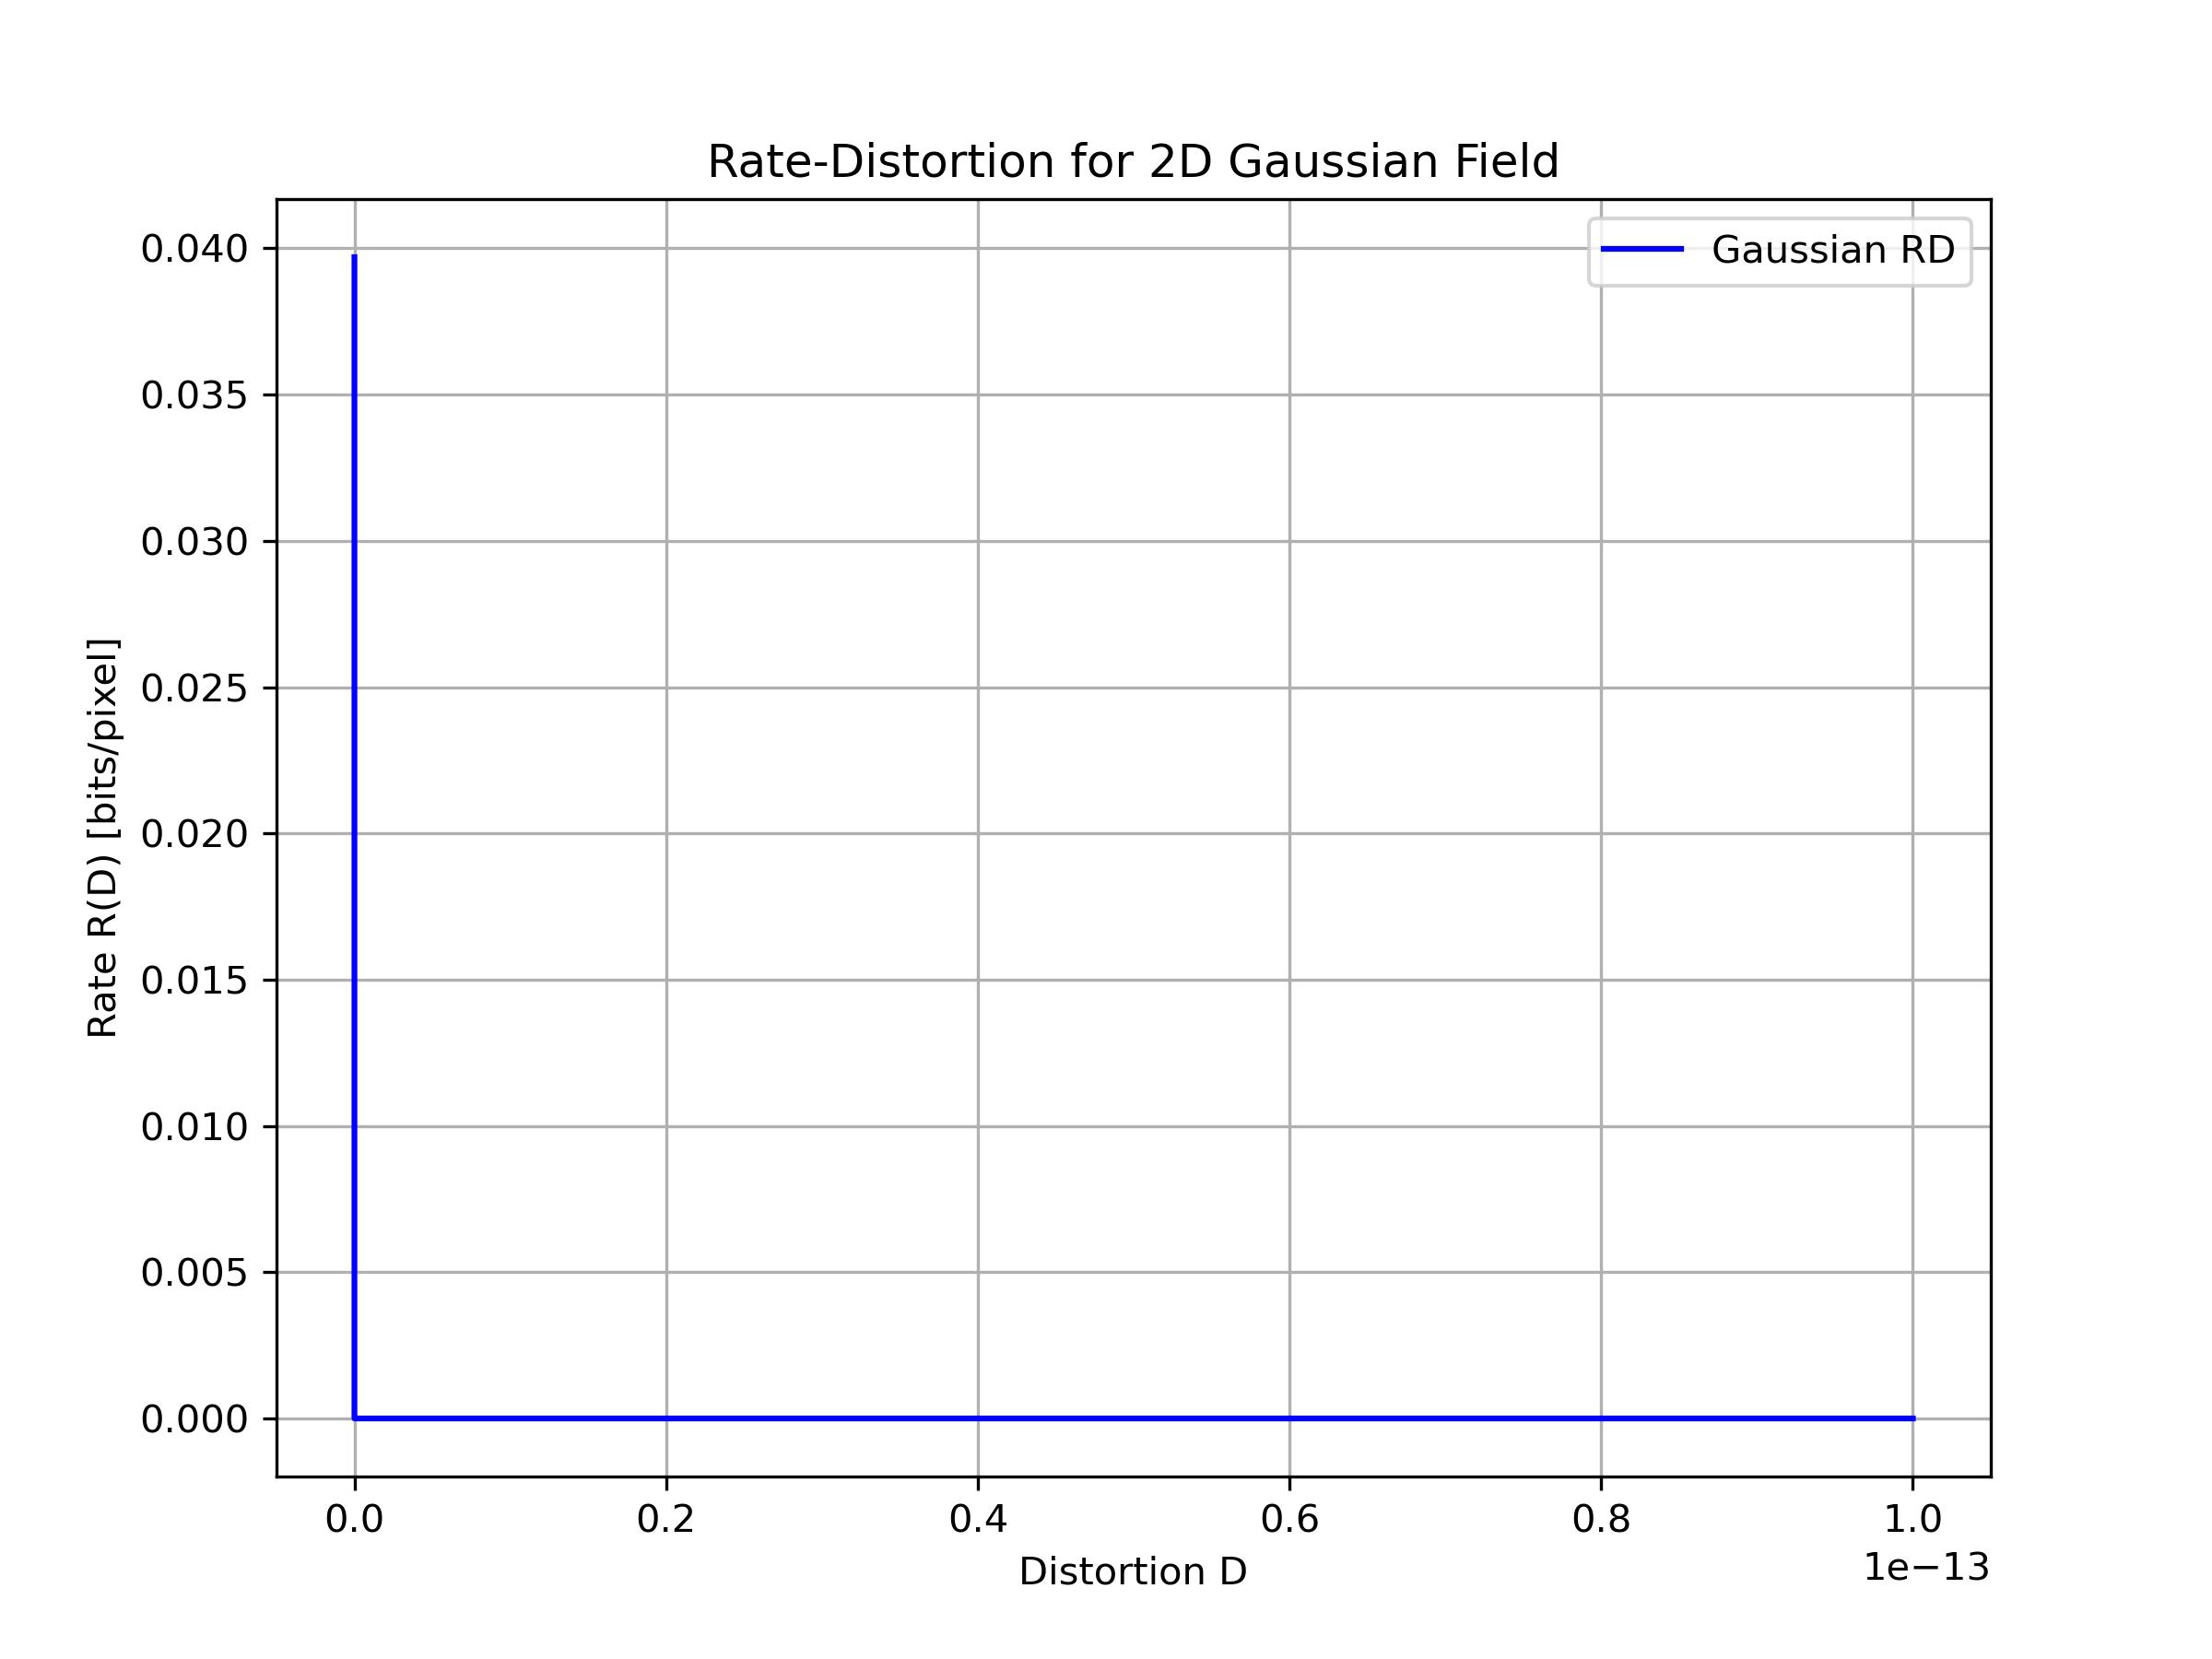 Rate-Distortion for 2D Gaussian Field
Gaussian RD
Rate R(D) [bits/pixel]
0.040
0.035
0.030
0.025
0.020
0.015
0.010
0.005
0.000
0.0 0.2 0.4 0.6 0.8 1.0
1e−13
Distortion D